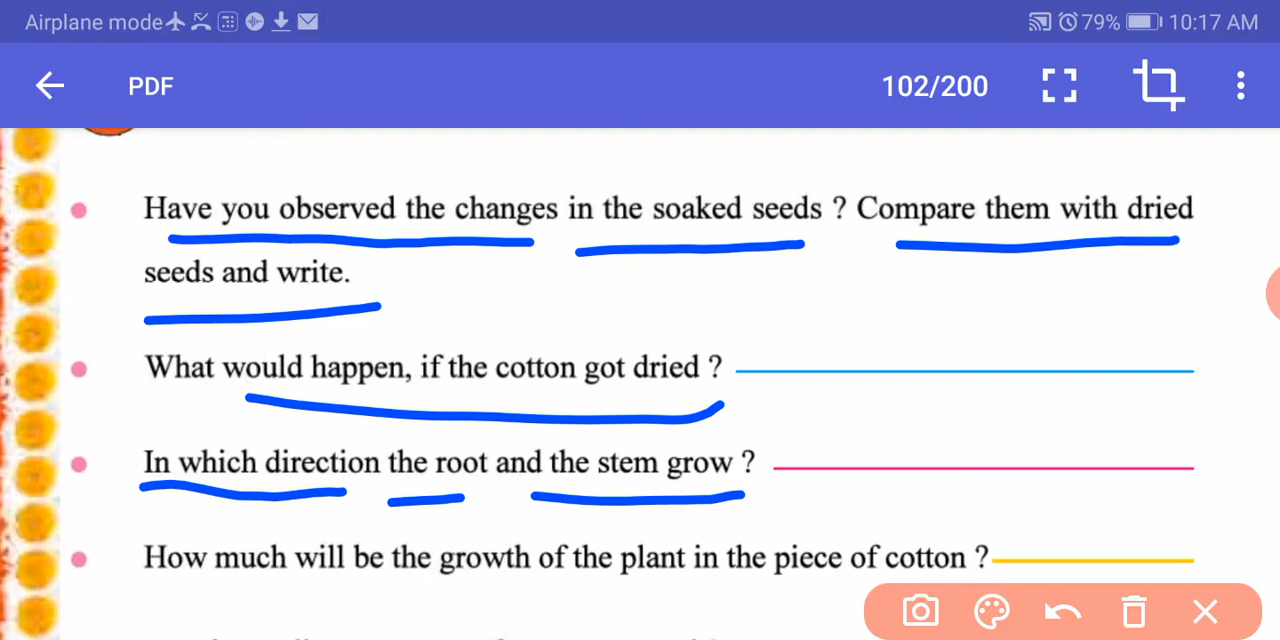 Airplane mode 79% 10:17 AM
PDF 102/200
Have you observed the changes in the soaked seeds ? Compare them with dried
seeds and write.
What would happen, if the cotton got dried ?
In which direction the root and the stem grow ?
How much will be the growth of the plant in the piece of cotton ?